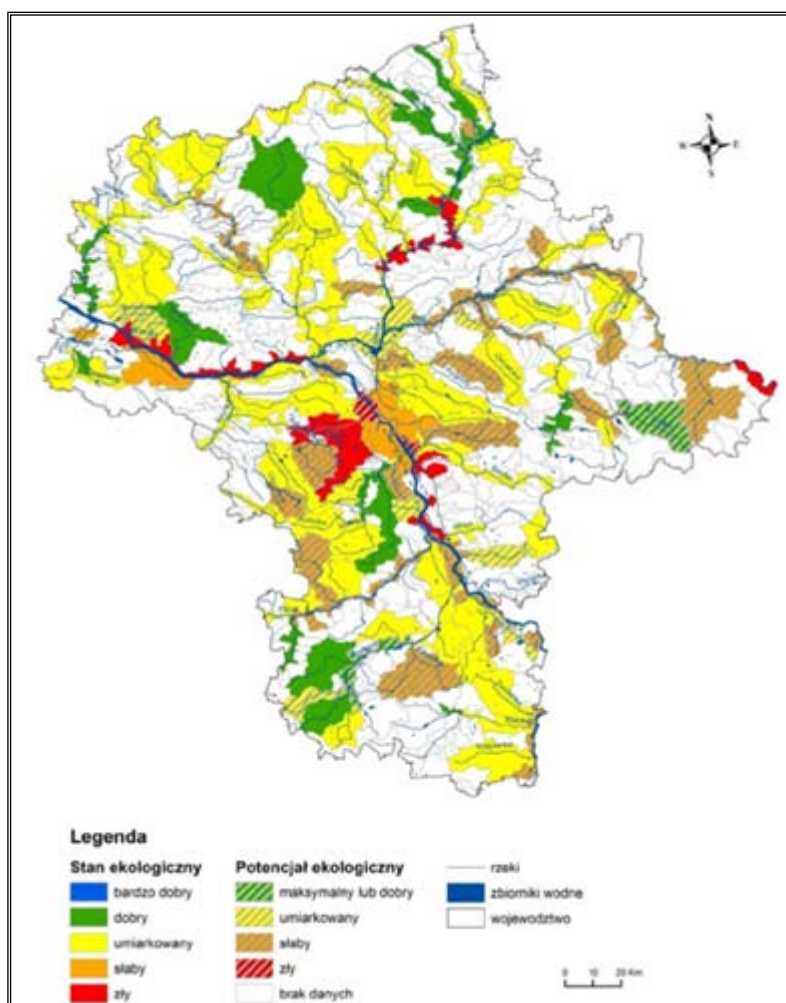 N
W E
S
Legenda
Stan ekologiczny
bardzo dobry
dobry
umiarkowany
słaby
zły
Potencjał ekologiczny
maksymalny lub dobry
umiarkowany
słaby
zły
brak danych
rzeki
zbiorniki wodne
województwo
0 10 20 Km